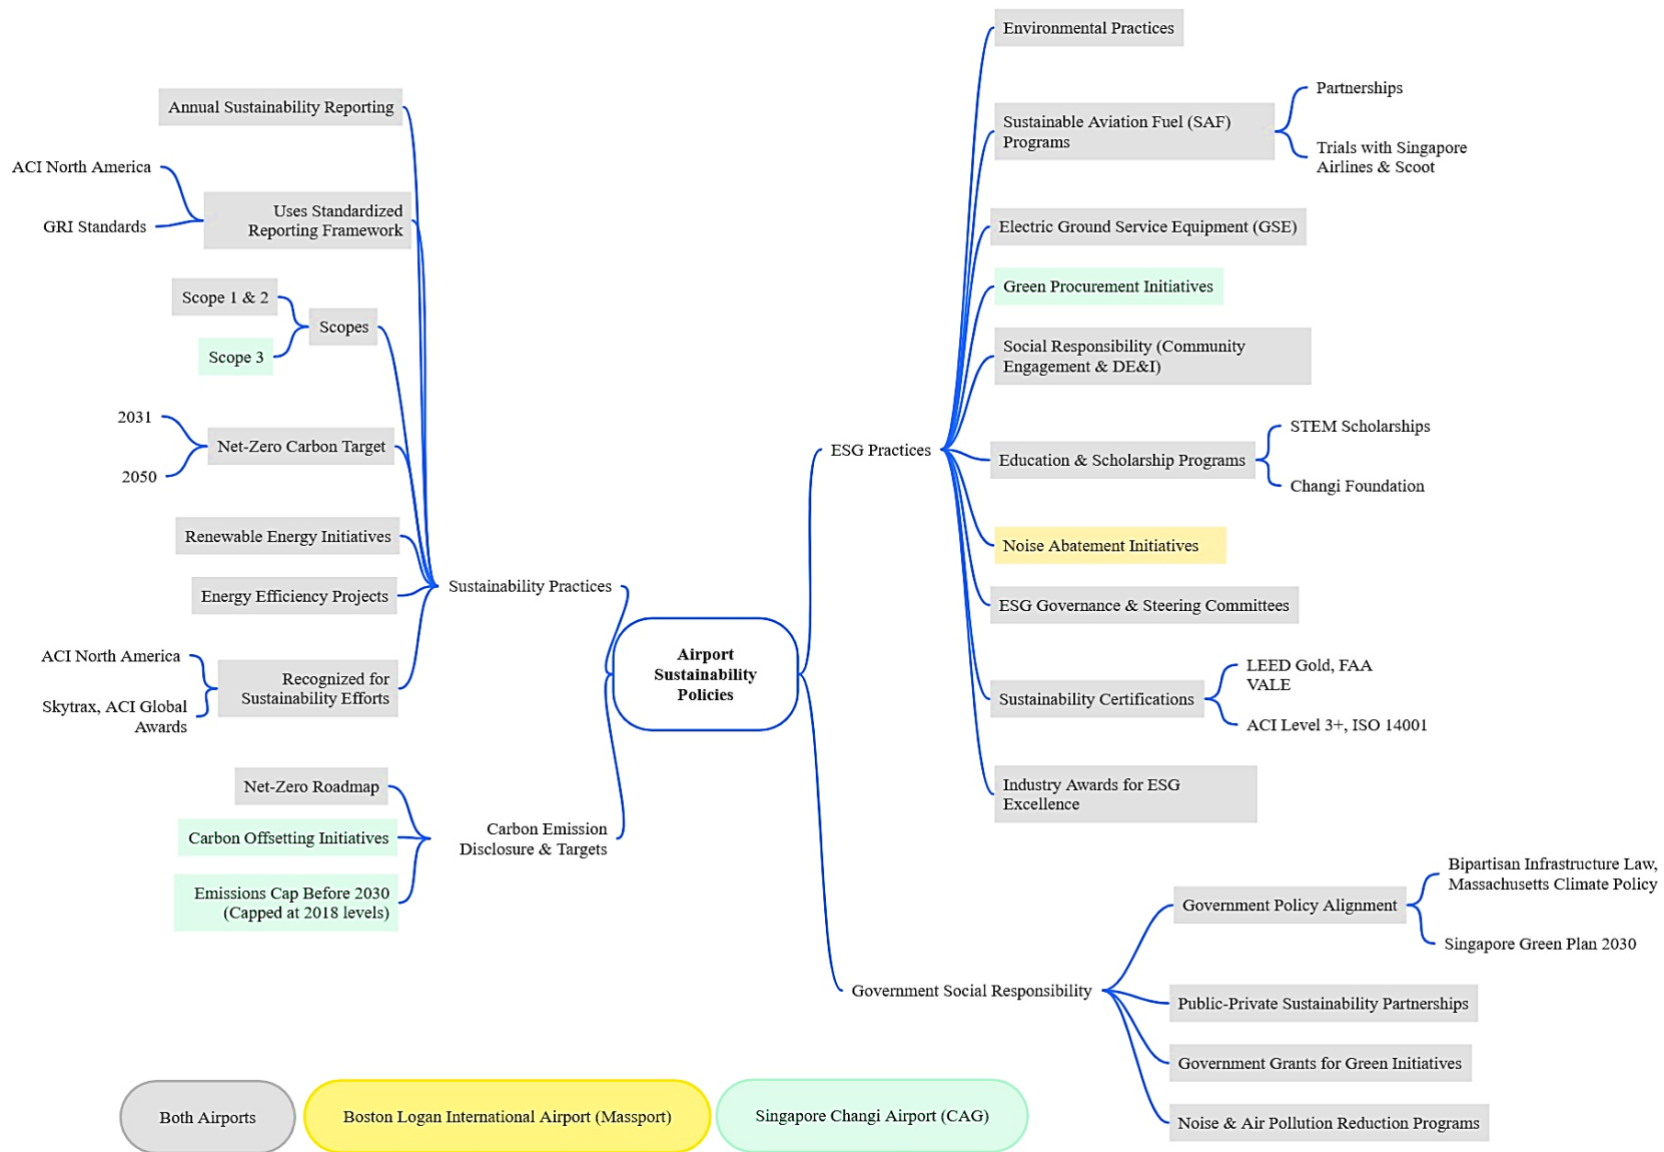 Annual Sustainability Reporting
ACI North America
GRI Standards
Uses Standardized
Reporting Framework
Scope 1 & 2
Scope 3
Scopes
2031
2050
Net-Zero Carbon Target
Renewable Energy Initiatives
Energy Efficiency Projects
ACI North America
Skytrax, ACI Global
Awards
Recognized for
Sustainability Efforts
Sustainability Practices
Net-Zero Roadmap
Carbon Offsetting Initiatives
Emissions Cap Before 2030
(Capped at 2018 levels)
Carbon Emission
Disclosure & Targets
Airport
Sustainability
Policies
ESG Practices
Environmental Practices
Sustainable Aviation Fuel (SAF)
Programs
Partnerships
Trials with Singapore
Airlines & Scoot
Electric Ground Service Equipment (GSE)
Green Procurement Initiatives
Social Responsibility (Community
Engagement & DE&I)
Education & Scholarship Programs
STEM Scholarships
Changi Foundation
Noise Abatement Initiatives
ESG Governance & Steering Committees
Sustainability Certifications
LEED Gold, FAA
VALE
ACI Level 3+, ISO 14001
Industry Awards for ESG
Excellence
Government Social Responsibility
Government Policy Alignment
Bipartisan Infrastructure Law,
Massachusetts Climate Policy
Singapore Green Plan 2030
Public-Private Sustainability Partnerships
Government Grants for Green Initiatives
Noise & Air Pollution Reduction Programs
Both Airports
Boston Logan International Airport (Massport)
Singapore Changi Airport (CAG)